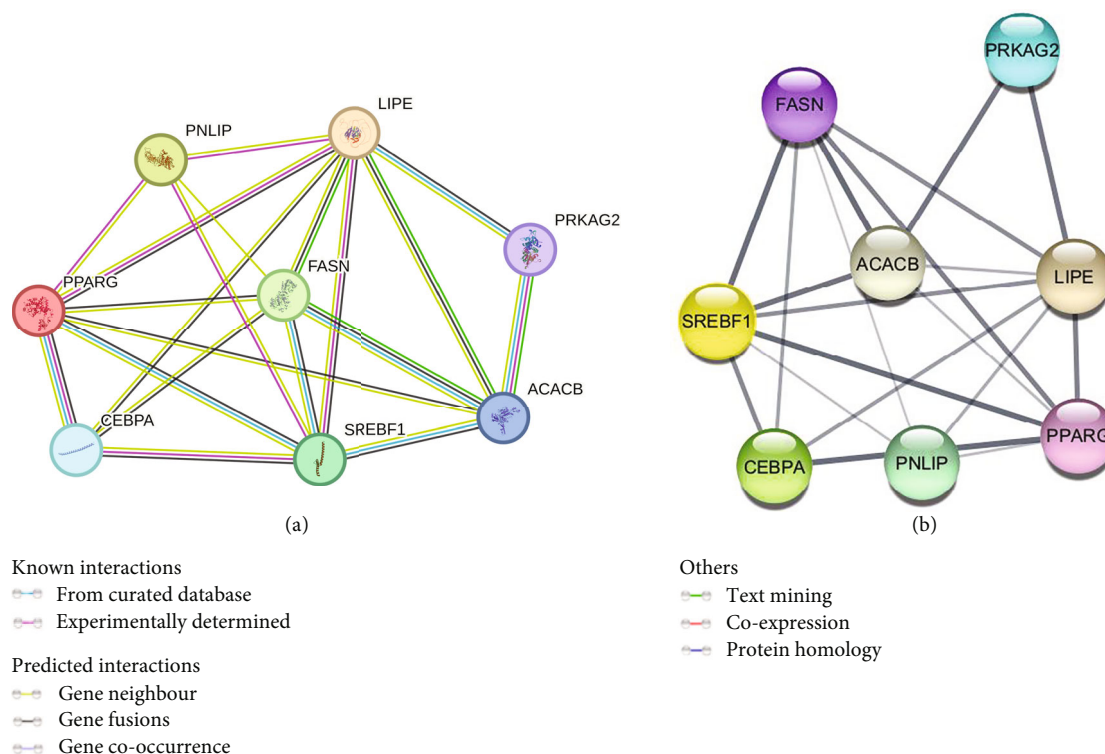 LIPE
PNLIP
PRKAG2
FASN
PPARG
ACACB
CEBPA
SREBF1
(a)
PRKAG2
FASN
ACACB
LIPE
SREBF1
PPARG
CEBPA
PNLIP
(b)
Known interactions
From curated database
Experimentally determined
Predicted interactions
Gene neighbour
Gene fusions
Gene co-occurrence
Others
Text mining
Co-expression
Protein homology